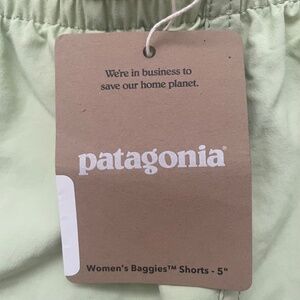 We're in business to
save our home planet.
patagonia®
Women's Baggies™ Shorts - 5"